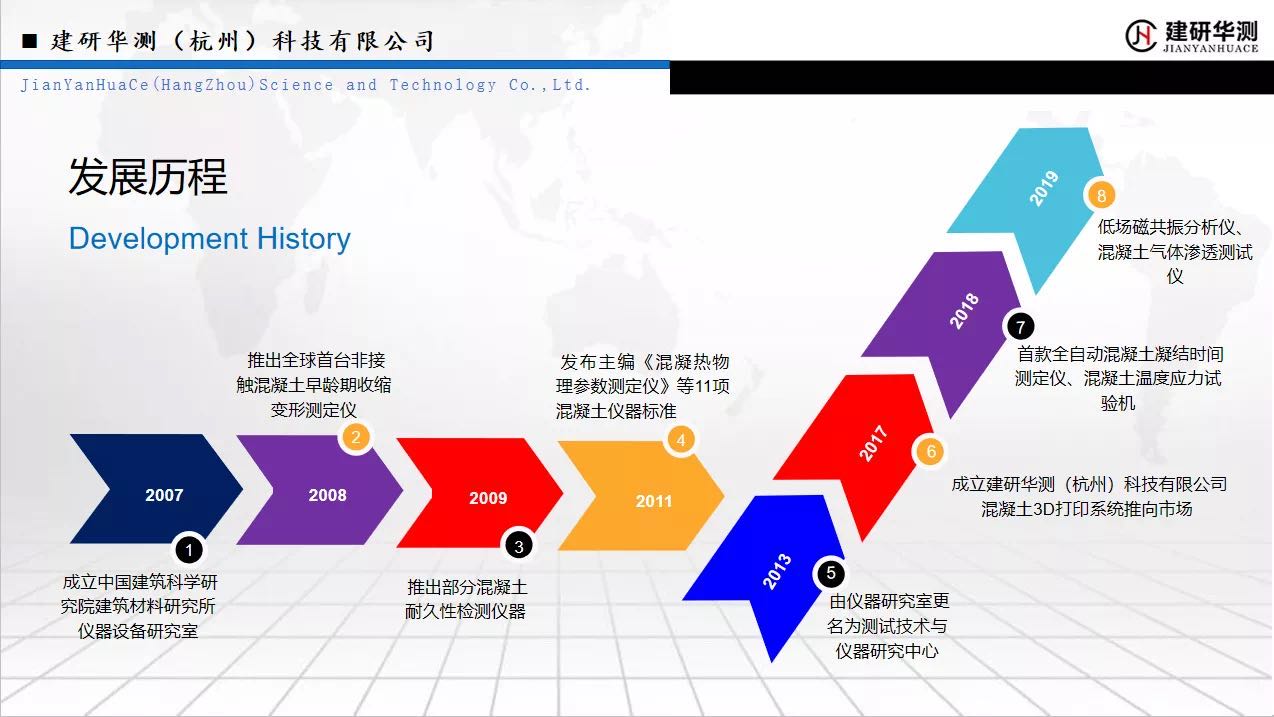 ■ 建研华测（杭州）科技有限公司
建研华测
JIANYANHUACE
JianYanHuaCe(HangZhou)Science and Technology Co.,Ltd.
发展历程
Development History
2007
1
成立中国建筑科学研
究院建筑材料研究所
仪器设备研究室
推出全球首台非接
触混凝土早龄期收缩
变形测定仪
2
2008
2009
3
推出部分混凝土
耐久性检测仪器
发布主编《混凝热物
理参数测定仪》等11项
混凝土仪器标准
4
2011
2013
5
由仪器研究室更
名为测试技术与
仪器研究中心
2017
6
成立建研华测（杭州）科技有限公司
混凝土3D打印系统推向市场
2018
7
首款全自动混凝土凝结时间
测定仪、混凝土温度应力试
验机
2019
8
低场磁共振分析仪、
混凝土气体渗透测试
仪